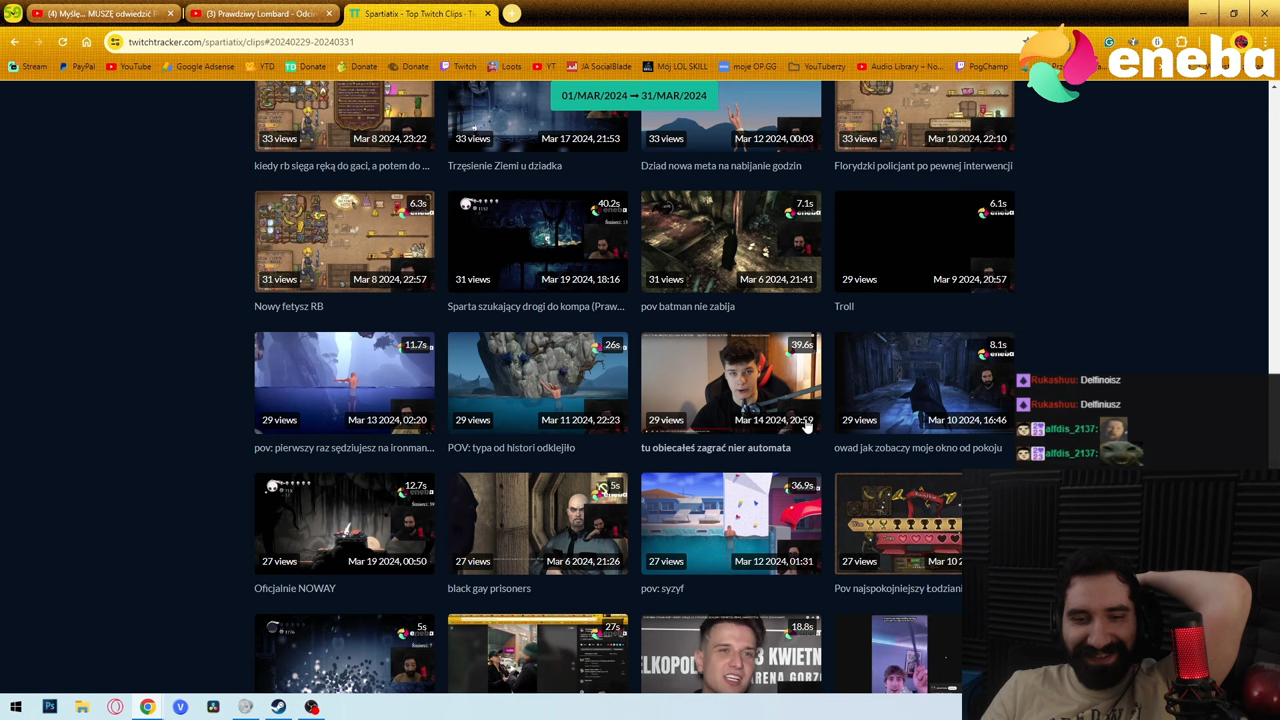 (4) Myślę... MUSZĘ odwiedzić
(3) Prawdziwy Lombard - Odci
Spartiatix - Top Twitch Clips - T
twitchtracker.com/spartiatix/clips#20240229-20240331
eneba
Stream PayPal YouTube Google Adsense YTD Donate Donate Donate Twitch Loots YT JA SocialBlade Mój LOL SKILL moje OP.GG YouTuberzy Audio Library – No... PogChamp
01/MAR/2024 ➞ 31/MAR/2024
33 views Mar 8 2024, 23:22
33 views Mar 17 2024, 21:53
33 views Mar 12 2024, 00:03
33 views Mar 10 2024, 22:10
kiedy rb sięga ręką do gaci, a potem do ...
Trzęsienie Ziemi u dziadka
Dziad nowa meta na nabijanie godzin
Florydzki policjant po pewnej interwencji
6.3s
40.2s
7.1s
6.1s
31 views Mar 8 2024, 22:57
31 views Mar 19 2024, 18:16
31 views Mar 6 2024, 21:41
29 views Mar 9 2024, 20:57
Nowy fetysz RB
Sparta szukający drogi do kompa (Praw...
pov batman nie zabija
Troll
11.7s
26s
39.6s
8.1s
29 views Mar 13 2024, 02:20
29 views Mar 11 2024, 22:23
29 views Mar 14 2024, 20:59
29 views Mar 10 2024, 16:46
pov: pierwszy raz sędziujesz na ironman...
POV: typa od histori odklejiło
tu obiecałeś zagrać nier automata
owad jak zobaczy moje okno od pokoju
Rukashuu: Delfinoisz
Rukashuu: Delfiniusz
alfdis_2137:
alfdis_2137:
12.7s
5s
36.9s
27 views Mar 19 2024, 00:50
27 views Mar 6 2024, 21:26
27 views Mar 12 2024, 01:31
27 views Mar 10 2
Oficjalnie NOWAY
black gay prisoners
pov: syzyf
Pov najspokojniejszy Łodziani
5s
27s
18.8s
ELKOPOL 3 KWIETN
ARENA GORZ